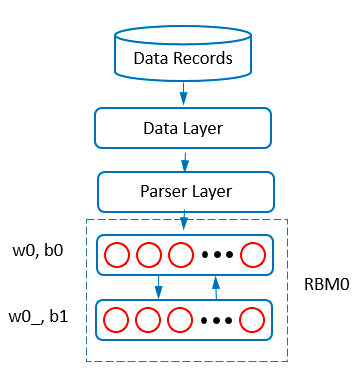 Data Records
Data Layer
Parser Layer
w0, b0
RBM0
w0_, b1